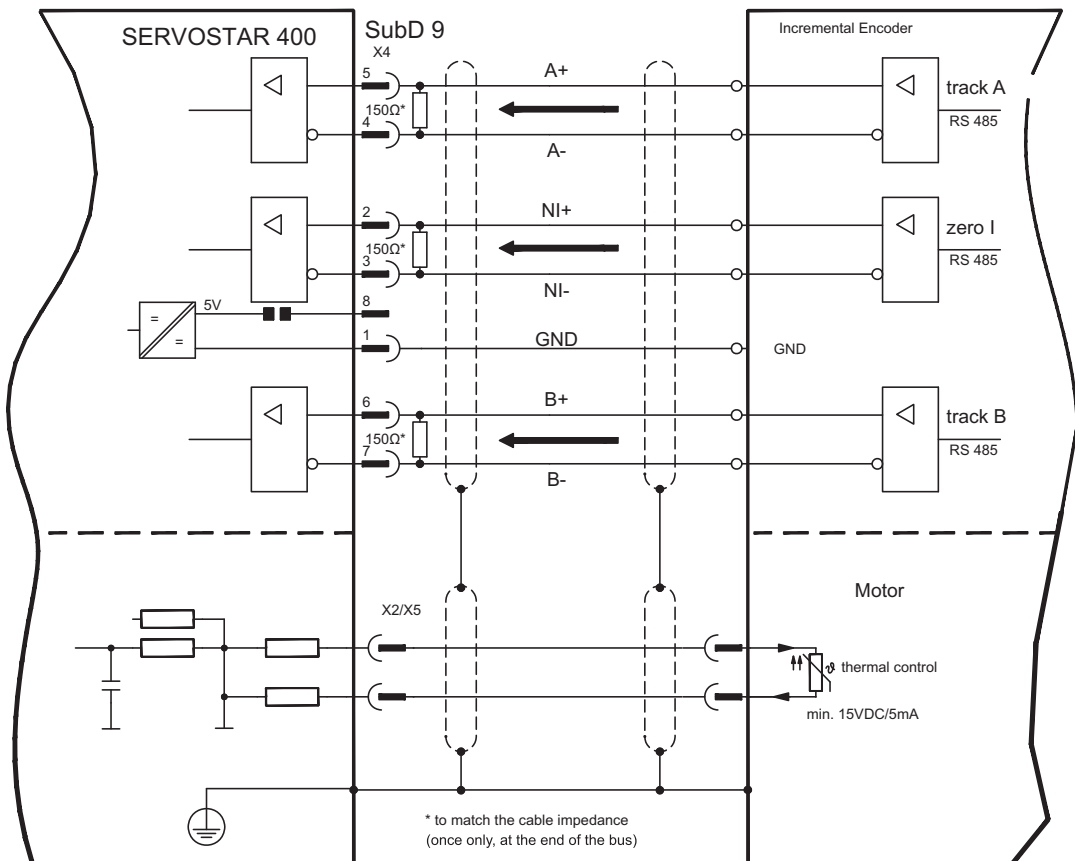 SERVOSTAR 400
SubD 9
X4
Incremental Encoder
5
A+
track A
150Ω*
RS 485
4
A-
2
NI+
zero I
150Ω*
RS 485
3
NI-
5V
8
=
=
1
GND
GND
6
B+
track B
150Ω*
RS 485
7
B-
Motor
X2/X5
ϑ thermal control
min. 15VDC/5mA
* to match the cable impedance
(once only, at the end of the bus)